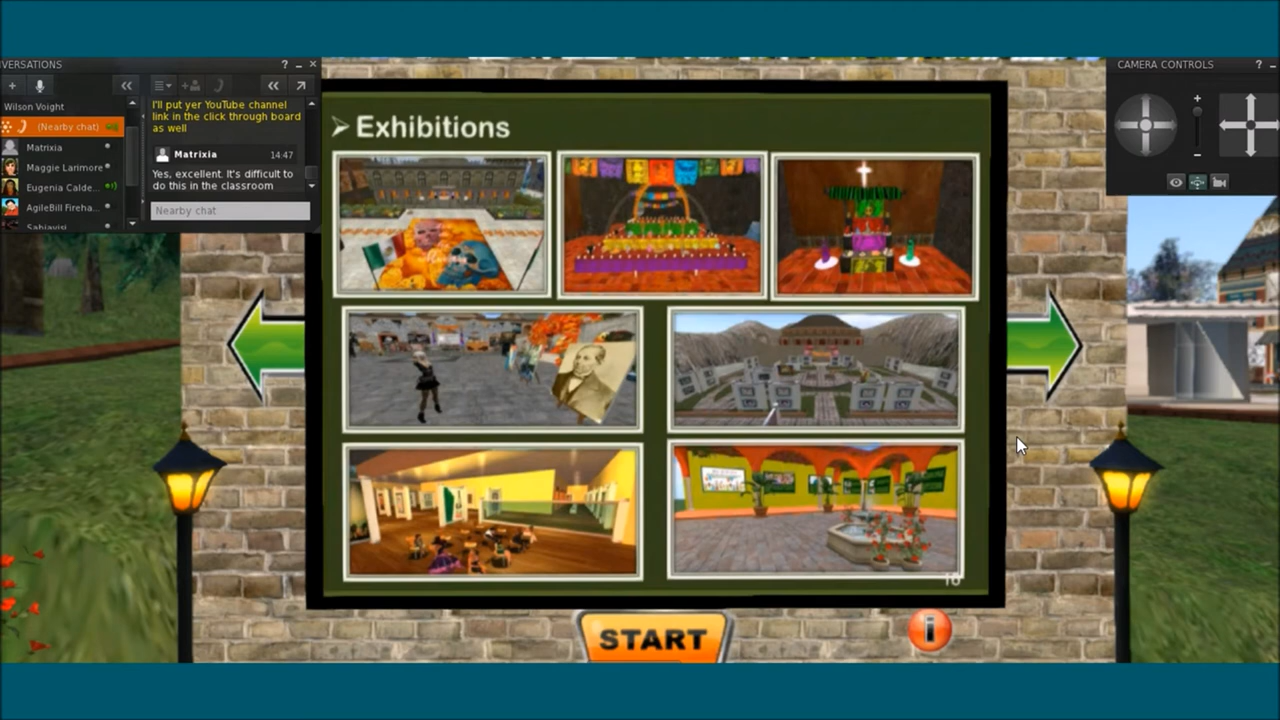 VERSATIONS
? _ ×
Wilson Voight
(Nearby chat)
Matrixia
Maggie Larimore
Eugenia Calde...
AgileBill Fireha...
Sabiavisj
I'll put yer YouTube channel
link in the click through board
as well
Matrixia 14:47
Yes, excellent. It's difficult to
do this in the classroom
Nearby chat
CAMERA CONTROLS ? _
Exhibitions
10
START
i